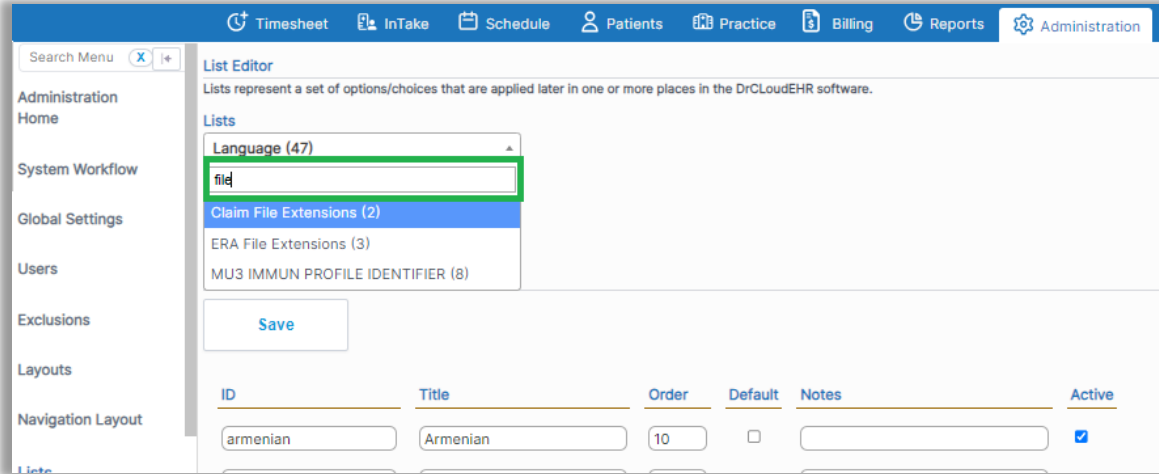 Timesheet InTake Schedule Patients Practice Billing Reports Administration
Search Menu X
List Editor
Lists represent a set of options/choices that are applied later in one or more places in the DrCLoudEHR software.
Administration
Home
Lists
Language (47)
System Workflow
file
Global Settings
Claim File Extensions (2)
ERA File Extensions (3)
Users
MU3 IMMUN PROFILE IDENTIFIER (8)
Exclusions
Save
Layouts
ID Title Order Default Notes Active
Navigation Layout
armenian Armenian 10
Lists